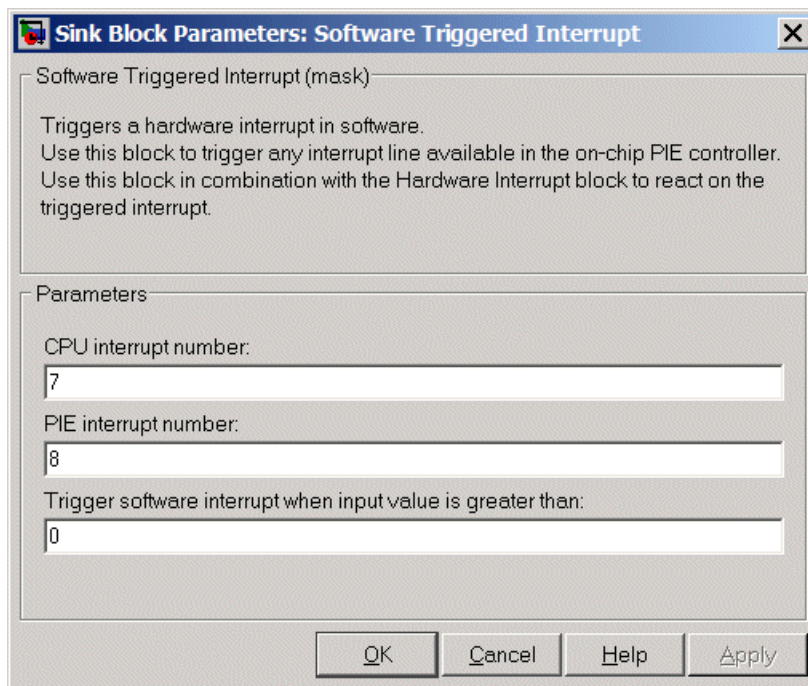 Sink Block Parameters: Software Triggered Interrupt
Software Triggered Interrupt (mask)
Triggers a hardware interrupt in software.
Use this block to trigger any interrupt line available in the on-chip PIE controller.
Use this block in combination with the Hardware Interrupt block to react on the
triggered interrupt.
Parameters
CPU interrupt number:
7
PIE interrupt number:
8
Trigger software interrupt when input value is greater than:
0
OK Cancel Help Apply